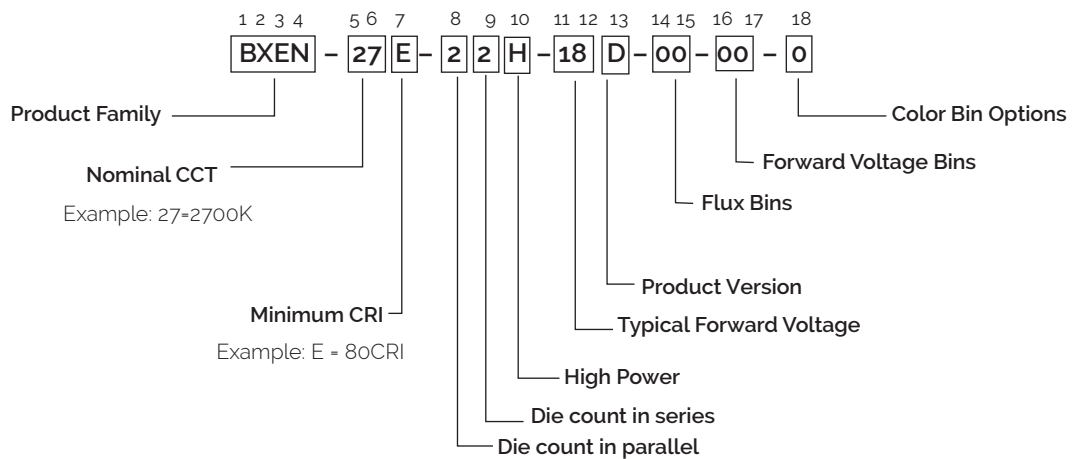 1 2 3 4 5 6 7 8 9 10 11 12 13 14 15 16 17 18
BXEN – 27 E – 2 2 H – 18 D – 00 – 00 – 0
Product Family
Color Bin Options
Nominal CCT
Forward Voltage Bins
Example: 27=2700K
Flux Bins
Product Version
Minimum CRI
Typical Forward Voltage
Example: E = 80CRI
High Power
Die count in series
Die count in parallel